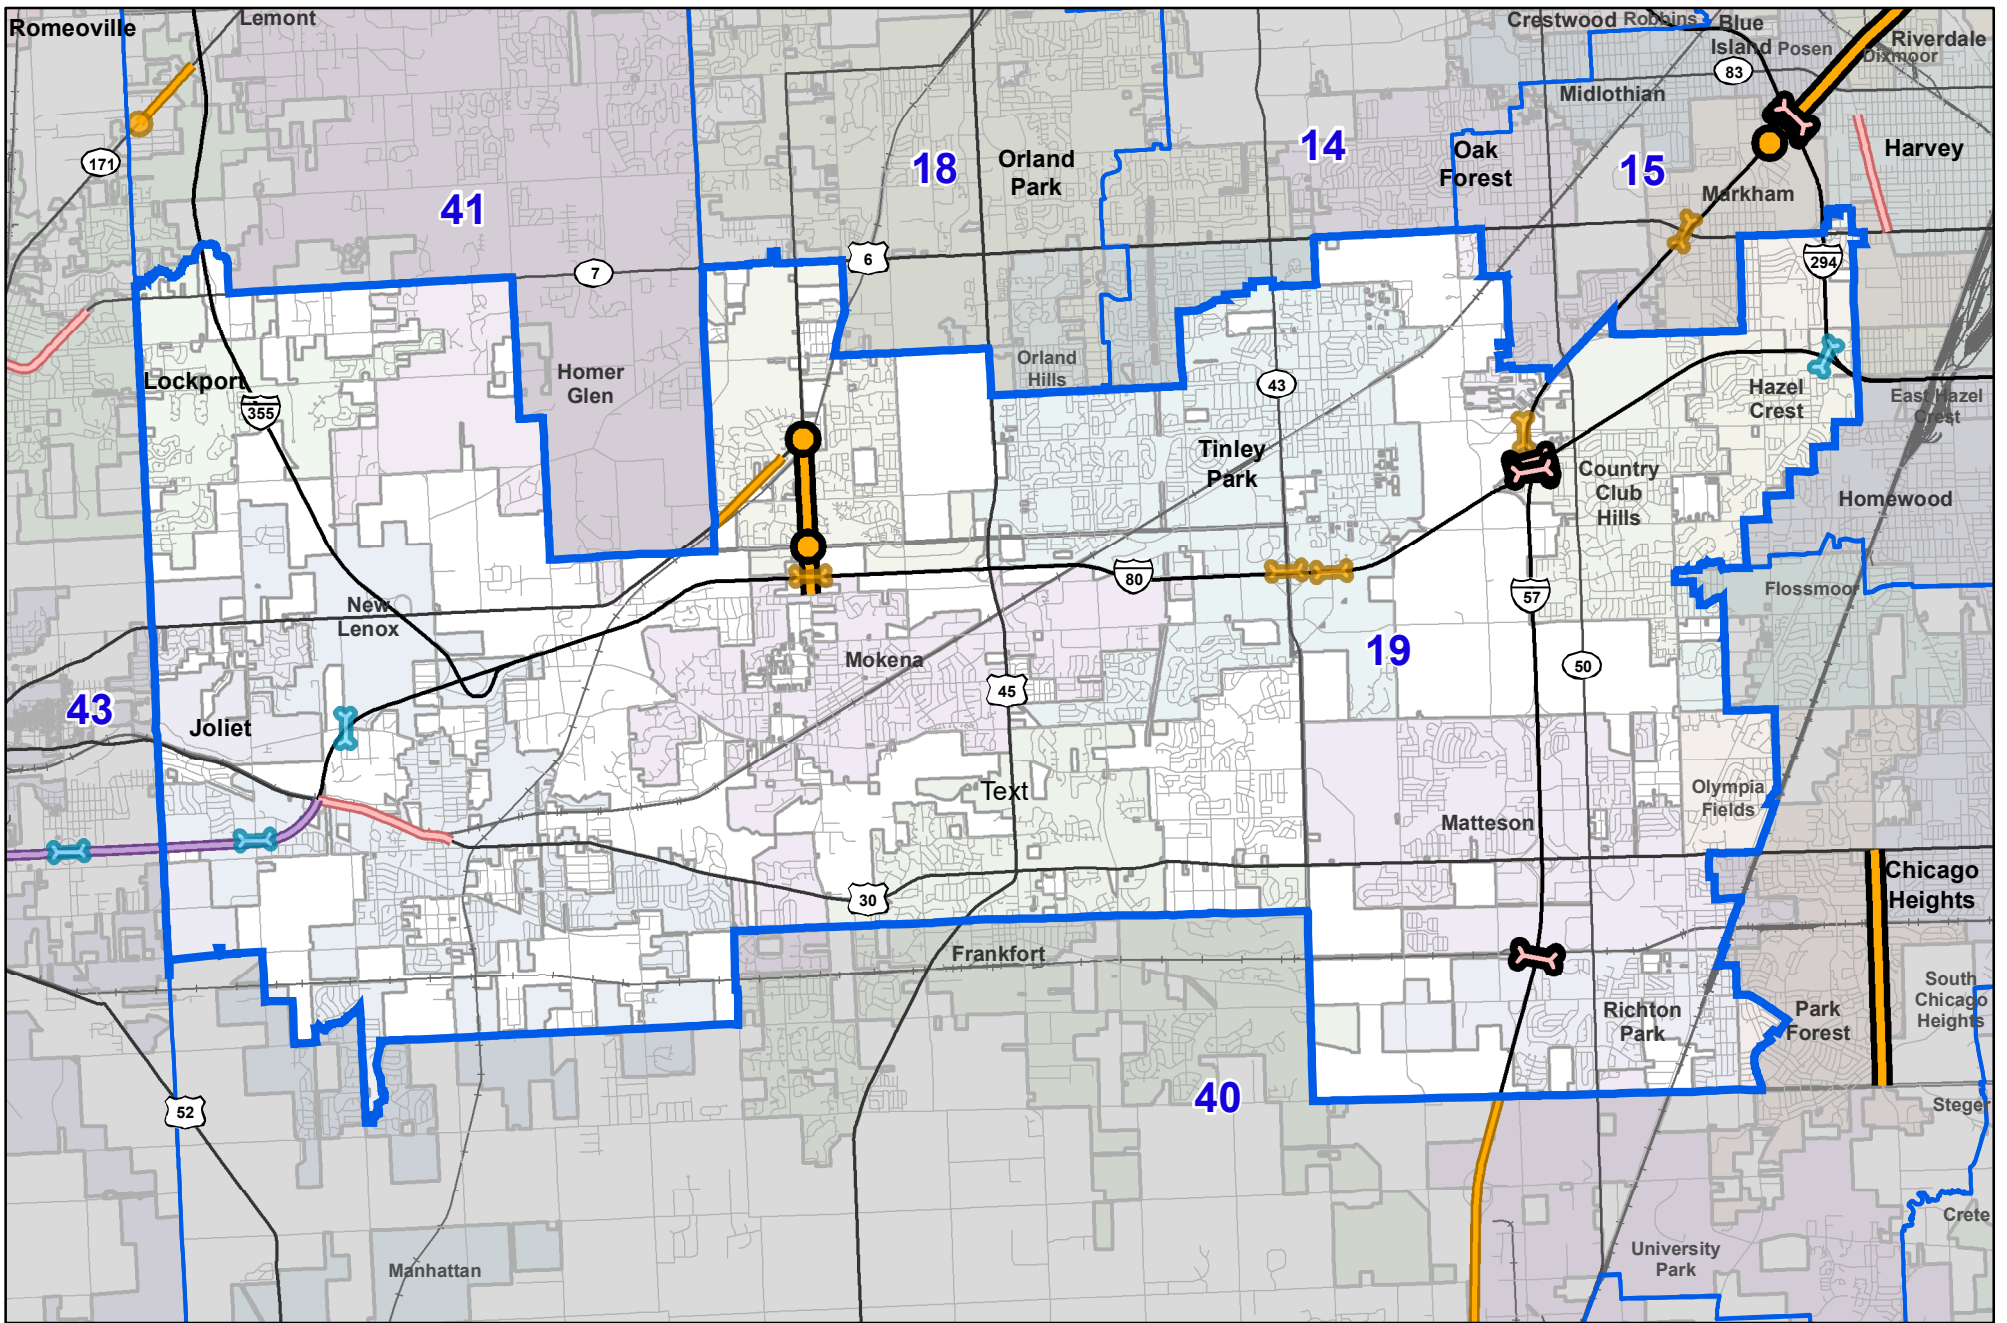 Romeoville
Lemont
Crestwood
Robbins
Blue
Island
Posen
Riverdale
Dixmoor
83
Midlothian
171
41
18
Orland
Park
14
Oak
Forest
15
Markham
Harvey
7
6
294
Lockport
355
Homer
Glen
Orland
Hills
43
Hazel
Crest
East Hazel
Crest
Tinley
Park
Country
Club
Hills
Homewood
New
Lenox
80
57
Flossmoor
Mokena
19
50
43
Joliet
45
Text
Olympia
Fields
Matteson
30
Chicago
Heights
Frankfort
South
Chicago
Heights
Richton
Park
Park
Forest
52
40
Steger
Crete
University
Park
Manhattan